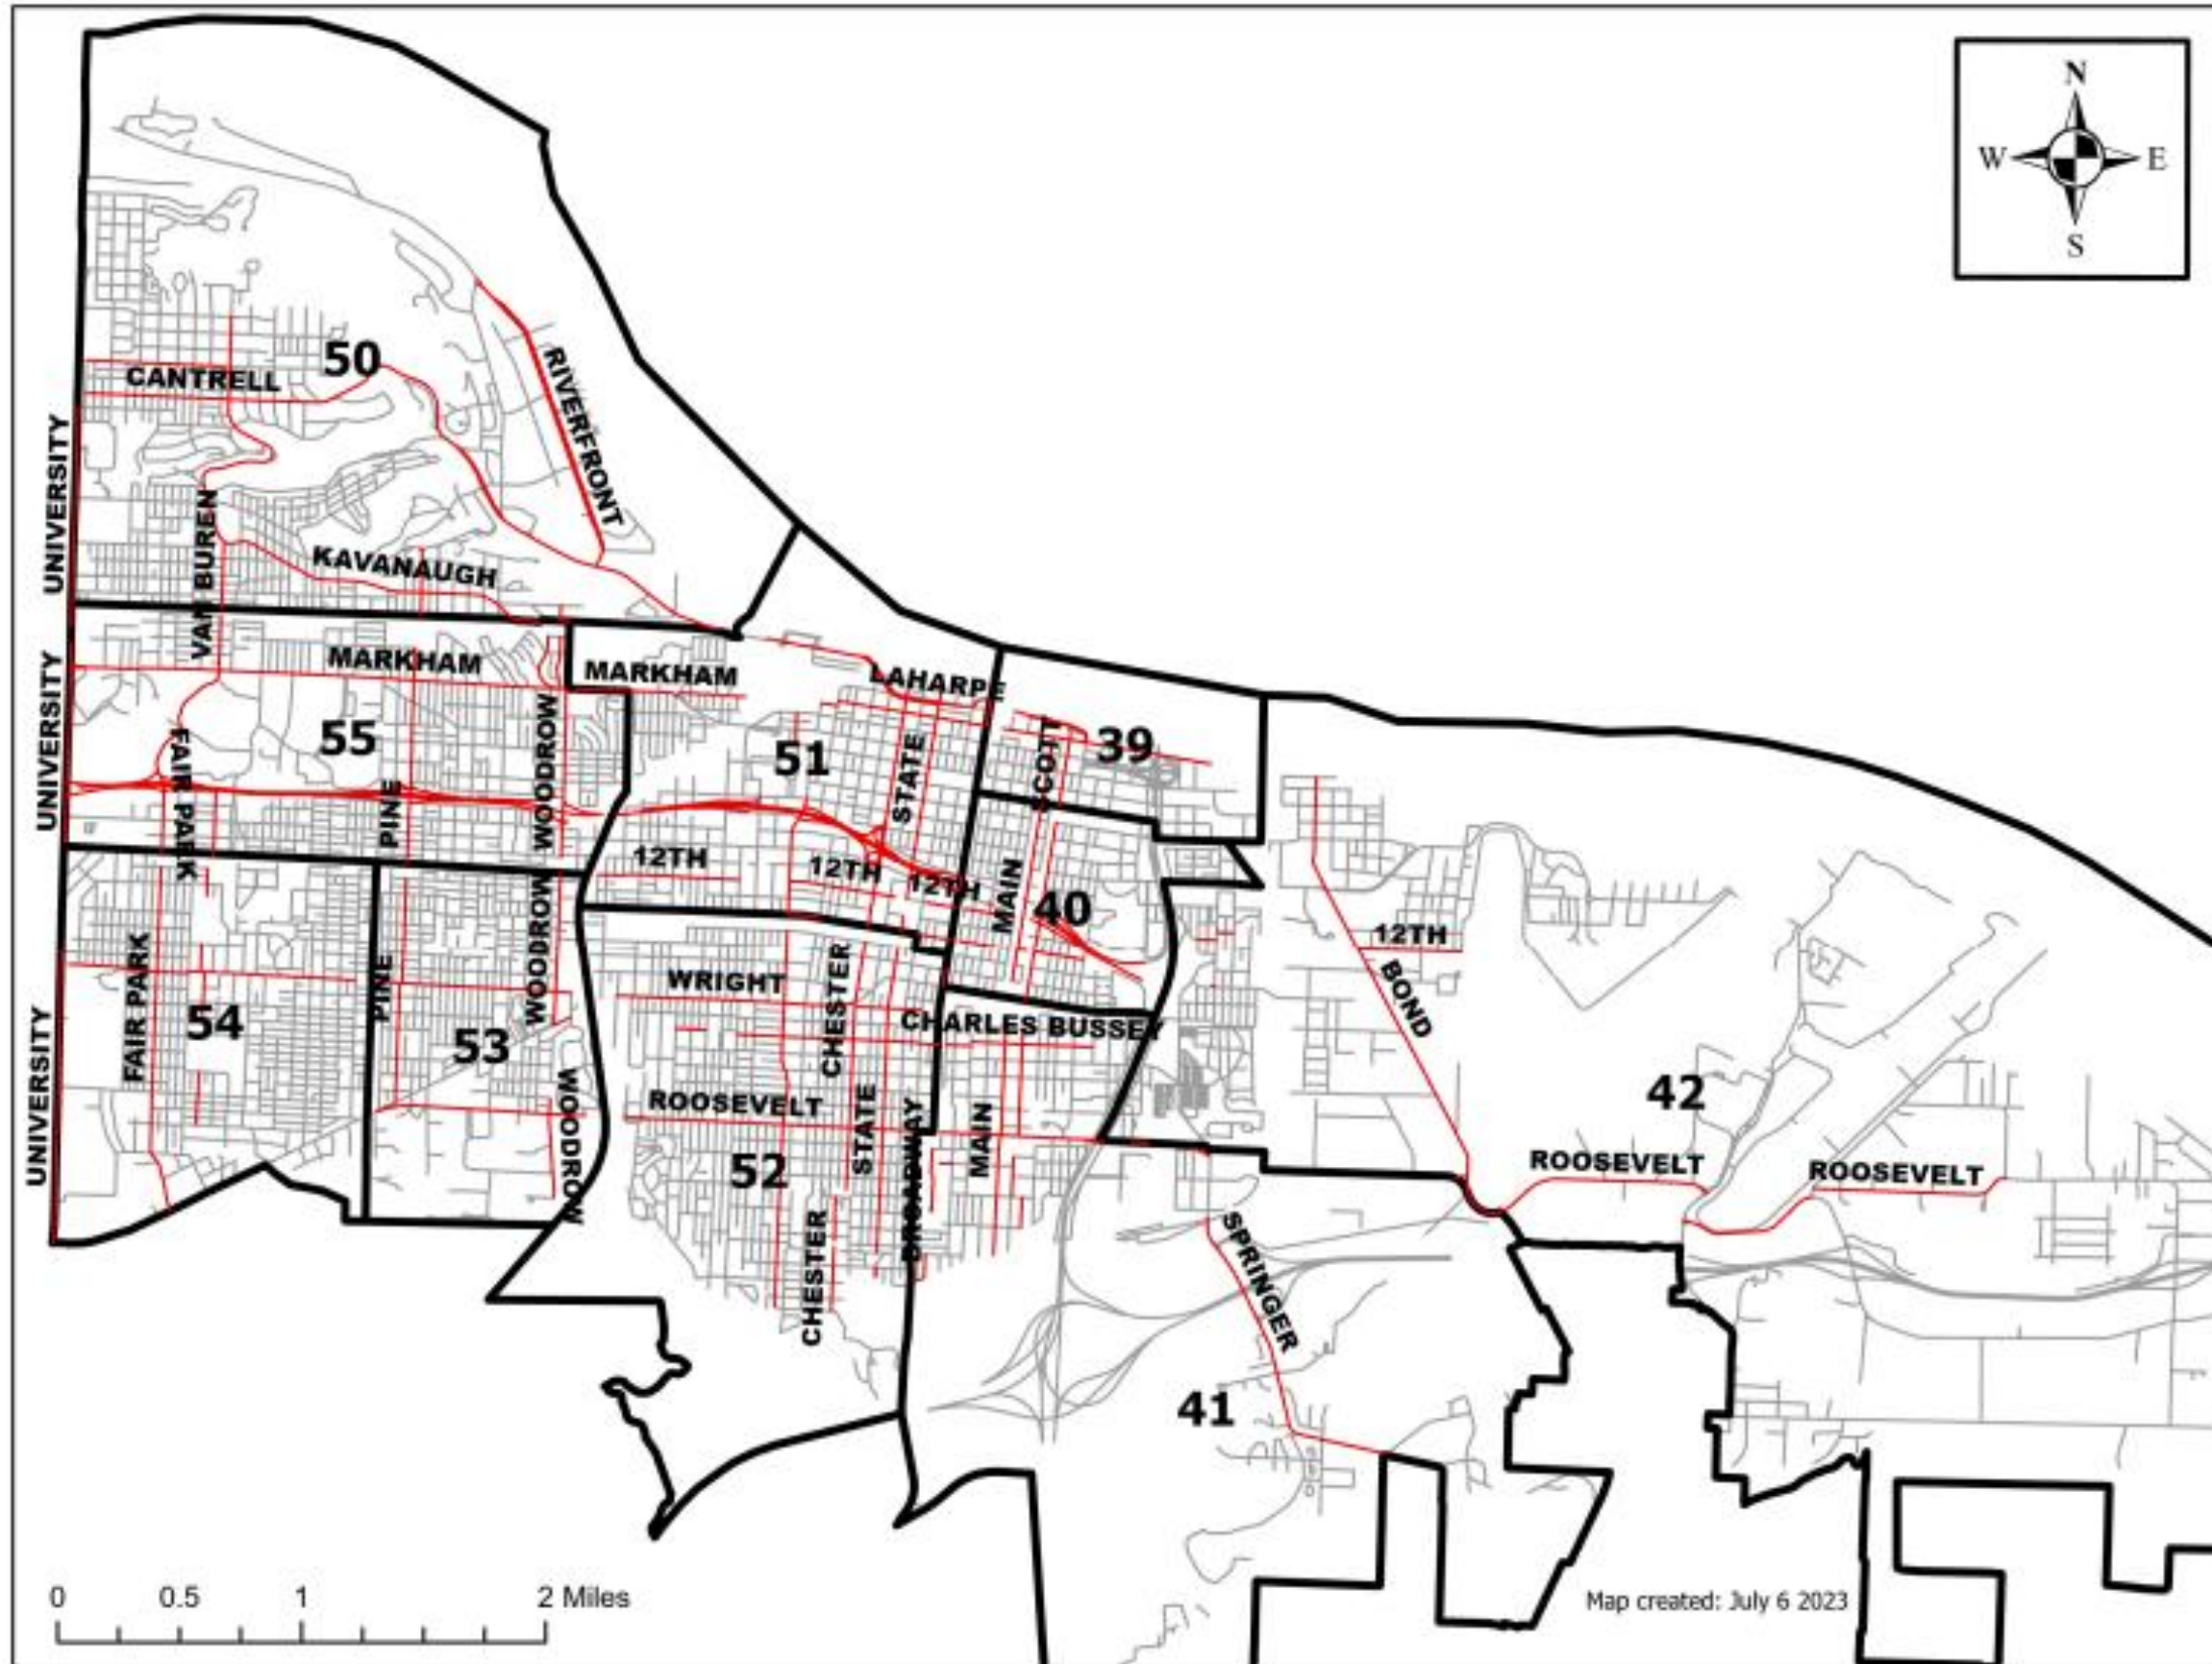 N
W E
S
50
CANTRELL
RIVERFRONT
UNIVERSITY
VAN BUREN
KAVANAUGH
UNIVERSITY
MARKHAM
MARKHAM
LAHARPE
55
FAIR PARK
PINE
WOODROW
51
STATE
SCOTT
39
12TH
12TH
12TH
MAIN
40
12TH
BOND
UNIVERSITY
FAIR PARK
54
PINE
53
WOODROW
WOODROW
WRIGHT
CHESTER
CHARLES BUSSEY
ROOSEVELT
52
STATE
BROADWAY
MAIN
CHESTER
42
ROOSEVELT
ROOSEVELT
SPRINGER
41
0 0.5 1 2 Miles
Map created: July 6 2023